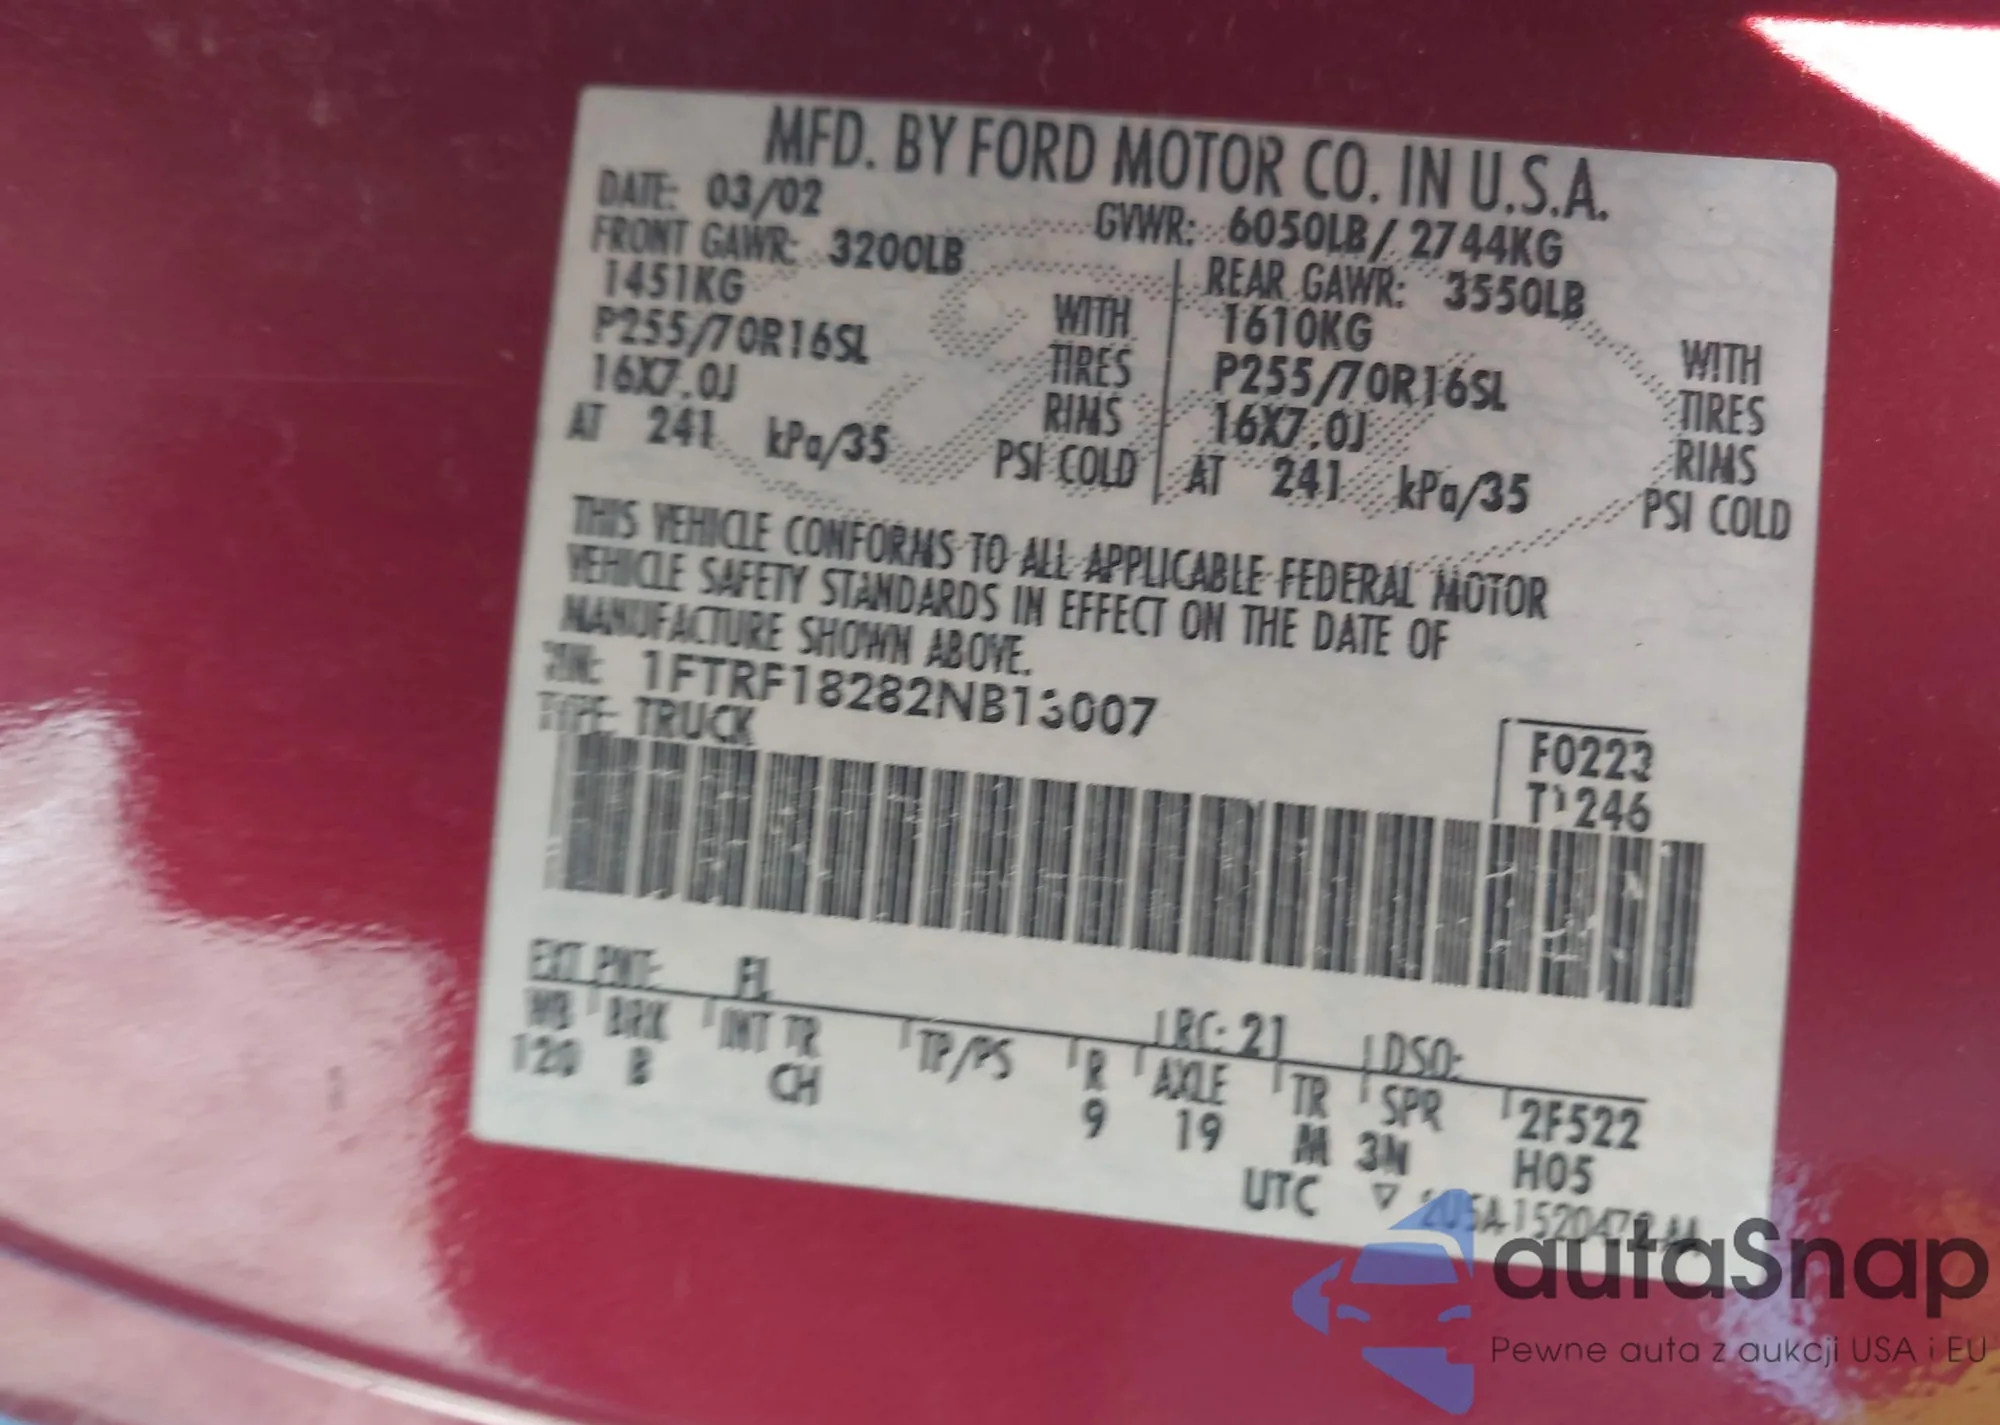 MFD. BY FORD MOTOR CO. IN U.S.A.
DATE: 03/02 GVWR: 6050LB/ 2744KG
FRONT GAWR: 3200LB REAR GAWR: 3550LB
1451KG WITH 1610KG WITH
P255/70R16SL TIRES P255/70R16SL TIRES
16X7.0J RIMS 16X7.0J RIMS
AT 241 kPa/35 PSI COLD AT 241 kPa/35 PSI COLD
THIS VEHICLE CONFORMS TO ALL APPLICABLE FEDERAL MOTOR
VEHICLE SAFETY STANDARDS IN EFFECT ON THE DATE OF
MANUFACTURE SHOWN ABOVE.
VIN: 1FTRF18282NB13007
TYPE: TRUCK
F0223
246
EXT PNT: FL RC: 21 DSO:
WB BRK INT TR TP/PS R AXLE TR SPR 2F522
120 B CH 9 19 M 3N H05
UTC
autaSnap
Pewne auta z aukcji USA i EU